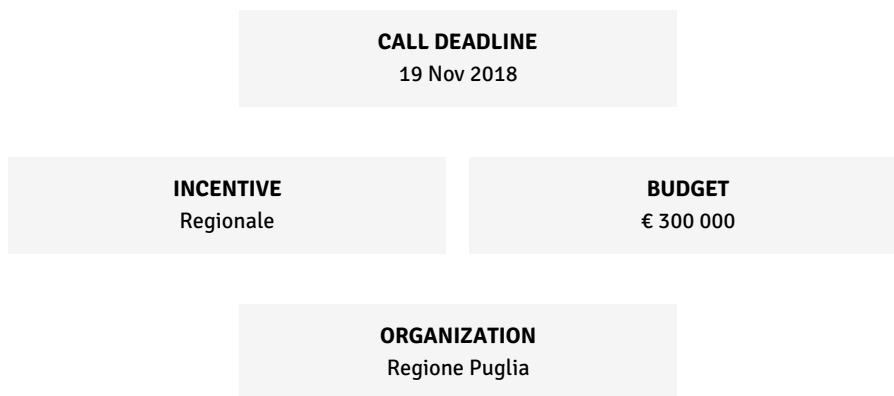 CALL DEADLINE
19 Nov 2018
INCENTIVE
Regionale
BUDGET
€ 300 000
ORGANIZATION
Regione Puglia